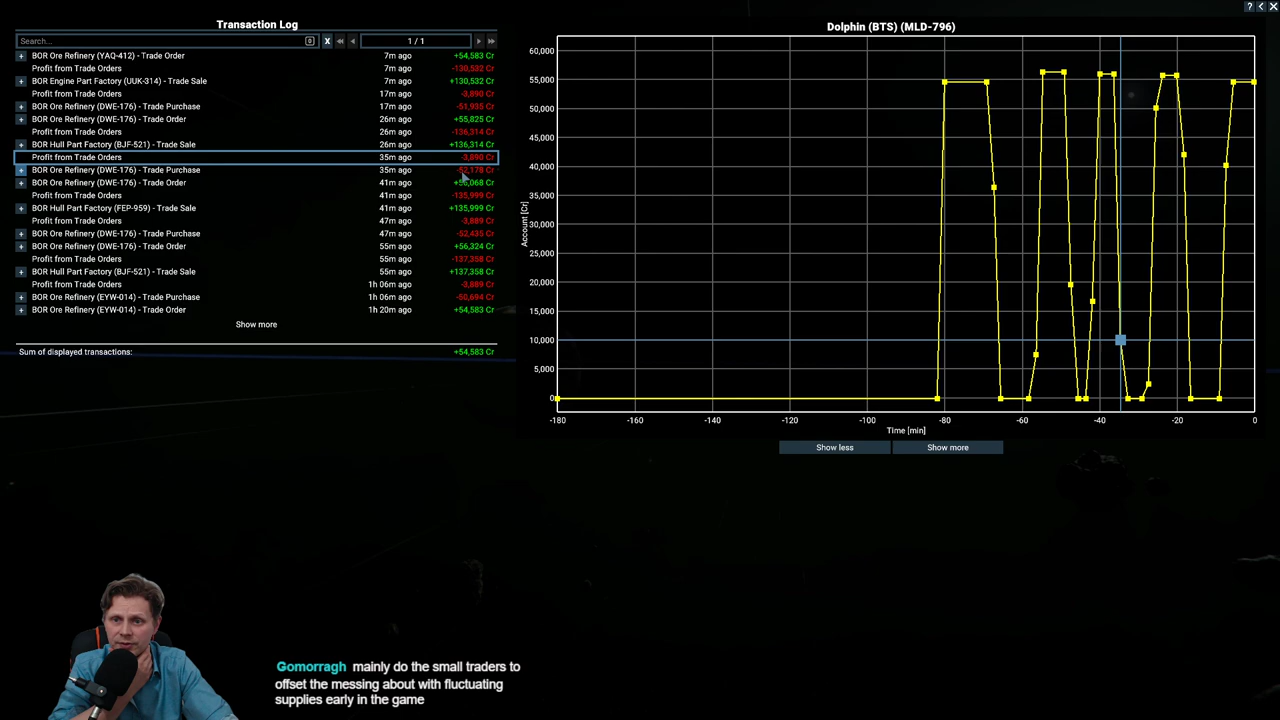 Transaction Log
Search...
0
X
1 / 1
+ BOR Ore Refinery (YAQ-412) - Trade Order 7m ago +54,583 Cr
Profit from Trade Orders 7m ago -130,532 Cr
+ BOR Engine Part Factory (UUK-314) - Trade Sale 7m ago +130,532 Cr
Profit from Trade Orders 17m ago -3,890 Cr
+ BOR Ore Refinery (DWE-176) - Trade Purchase 17m ago -51,935 Cr
+ BOR Ore Refinery (DWE-176) - Trade Order 26m ago +55,825 Cr
Profit from Trade Orders 26m ago -136,314 Cr
+ BOR Hull Part Factory (BJF-521) - Trade Sale 26m ago +136,314 Cr
Profit from Trade Orders 35m ago -3,890 Cr
+ BOR Ore Refinery (DWE-176) - Trade Purchase 35m ago -52,178 Cr
+ BOR Ore Refinery (DWE-176) - Trade Order 41m ago +56,068 Cr
Profit from Trade Orders 41m ago -135,999 Cr
+ BOR Hull Part Factory (FEP-959) - Trade Sale 41m ago +135,999 Cr
Profit from Trade Orders 47m ago -3,889 Cr
+ BOR Ore Refinery (DWE-176) - Trade Purchase 47m ago -52,435 Cr
+ BOR Ore Refinery (DWE-176) - Trade Order 55m ago +56,324 Cr
Profit from Trade Orders 55m ago -137,358 Cr
+ BOR Hull Part Factory (BJF-521) - Trade Sale 55m ago +137,358 Cr
Profit from Trade Orders 1h 06m ago -3,889 Cr
+ BOR Ore Refinery (EYW-014) - Trade Purchase 1h 06m ago -50,694 Cr
+ BOR Ore Refinery (EYW-014) - Trade Order 1h 20m ago +54,583 Cr
Show more
Sum of displayed transactions: +54,583 Cr
Dolphin (BTS) (MLD-796)
60,000
55,000
50,000
45,000
40,000
35,000
30,000
25,000
20,000
15,000
10,000
5,000
0
Account [Cr]
-180 -160 -140 -120 -100 -80 -60 -40 -20 0
Time [min]
Show less Show more
Gomorragh mainly do the small traders to
offset the messing about with fluctuating
supplies early in the game